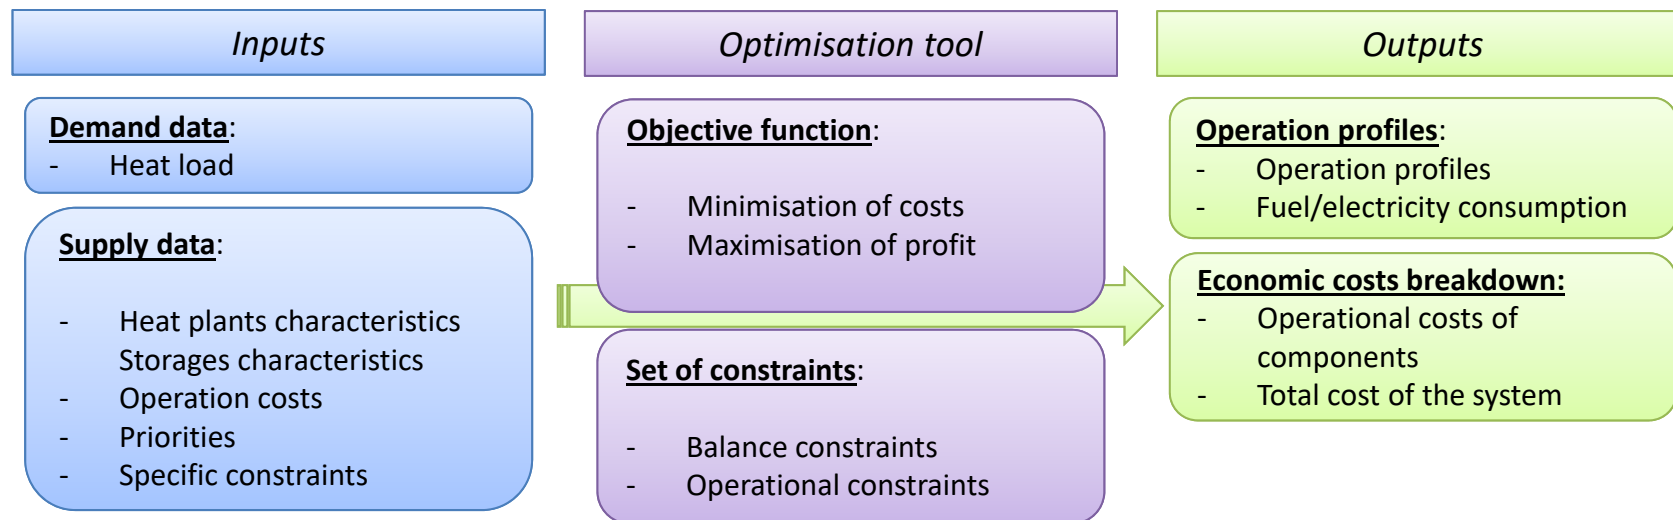 Inputs
Demand data:
- Heat load
Supply data:
- Heat plants characteristics
Storages characteristics
- Operation costs
- Priorities
- Specific constraints
Optimisation tool
Objective function:
- Minimisation of costs
- Maximisation of profit
Set of constraints:
- Balance constraints
- Operational constraints
Outputs
Operation profiles:
- Operation profiles
- Fuel/electricity consumption
Economic costs breakdown:
- Operational costs of
components
- Total cost of the system